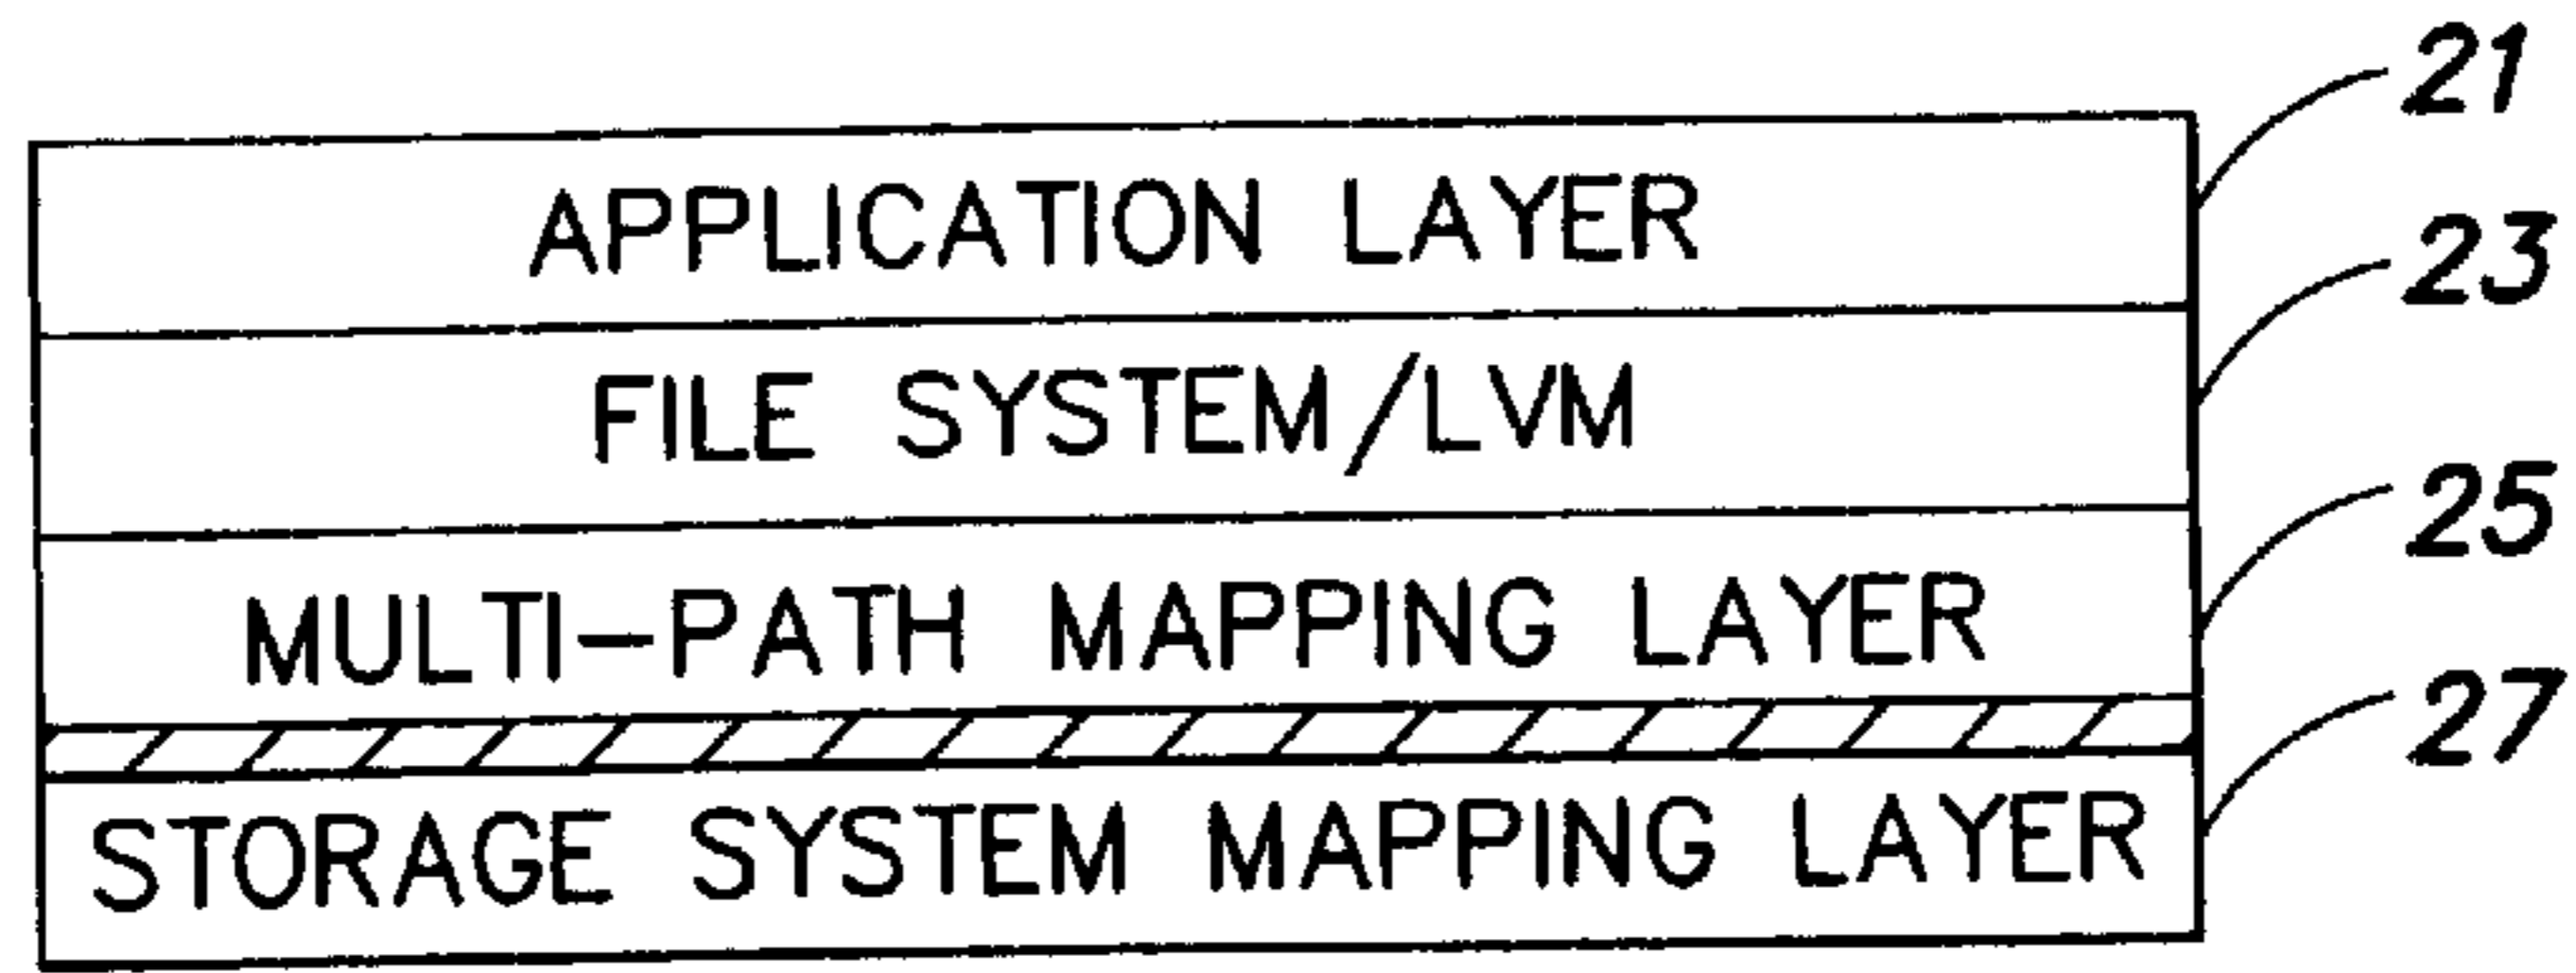 APPLICATION LAYER 21
FILE SYSTEM/LVM 23
MULTI-PATH MAPPING LAYER 25
STORAGE SYSTEM MAPPING LAYER 27